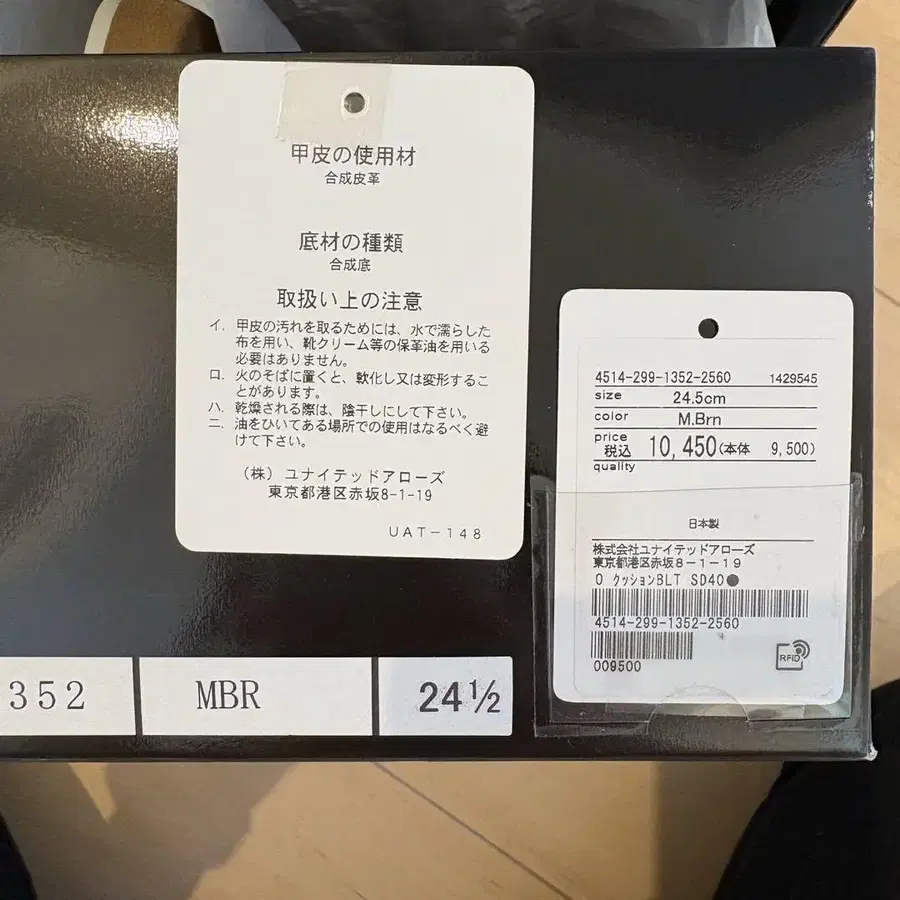 甲皮の使用材
合成皮革
底材の種類
合成底
取扱い上の注意
イ. 甲皮の汚れを取るためには、水で濡らした
布を用い、靴クリーム等の保革油を用いる
必要はありません。
ロ. 火のそばに置くと、軟化し又は変形するこ
とがあります。
ハ. 乾燥される際は、陰干しにして下さい。
ニ. 油をひいてある場所での使用はなるべく避
けて下さい。
(株) ユナイテッドアローズ
東京都港区赤坂8-1-19
UAT-148
4514-299-1352-2560 1429545
size 24.5cm
color M.Brn
price
税込 10,450(本体 9,500)
quality
日本製
株式会社ユナイテッドアローズ
東京都港区赤坂8-1-19
O クッションBLT SD40●
4514-299-1352-2560
009500
RFID
352 MBR 24½